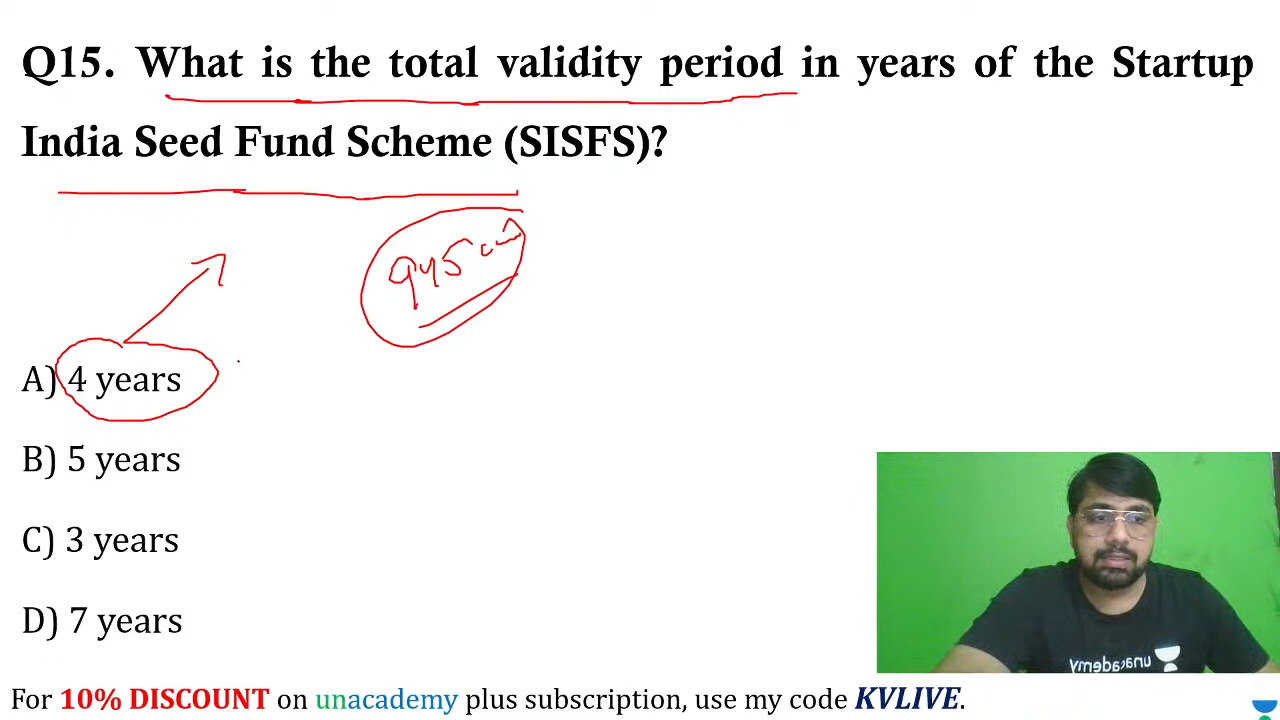 Q15. What is the total validity period in years of the Startup
India Seed Fund Scheme (SISFS)?
945
A) 4 years
B) 5 years
C) 3 years
D) 7 years
unacademy
For 10% DISCOUNT on unacademy plus subscription, use my code KVLIVE.